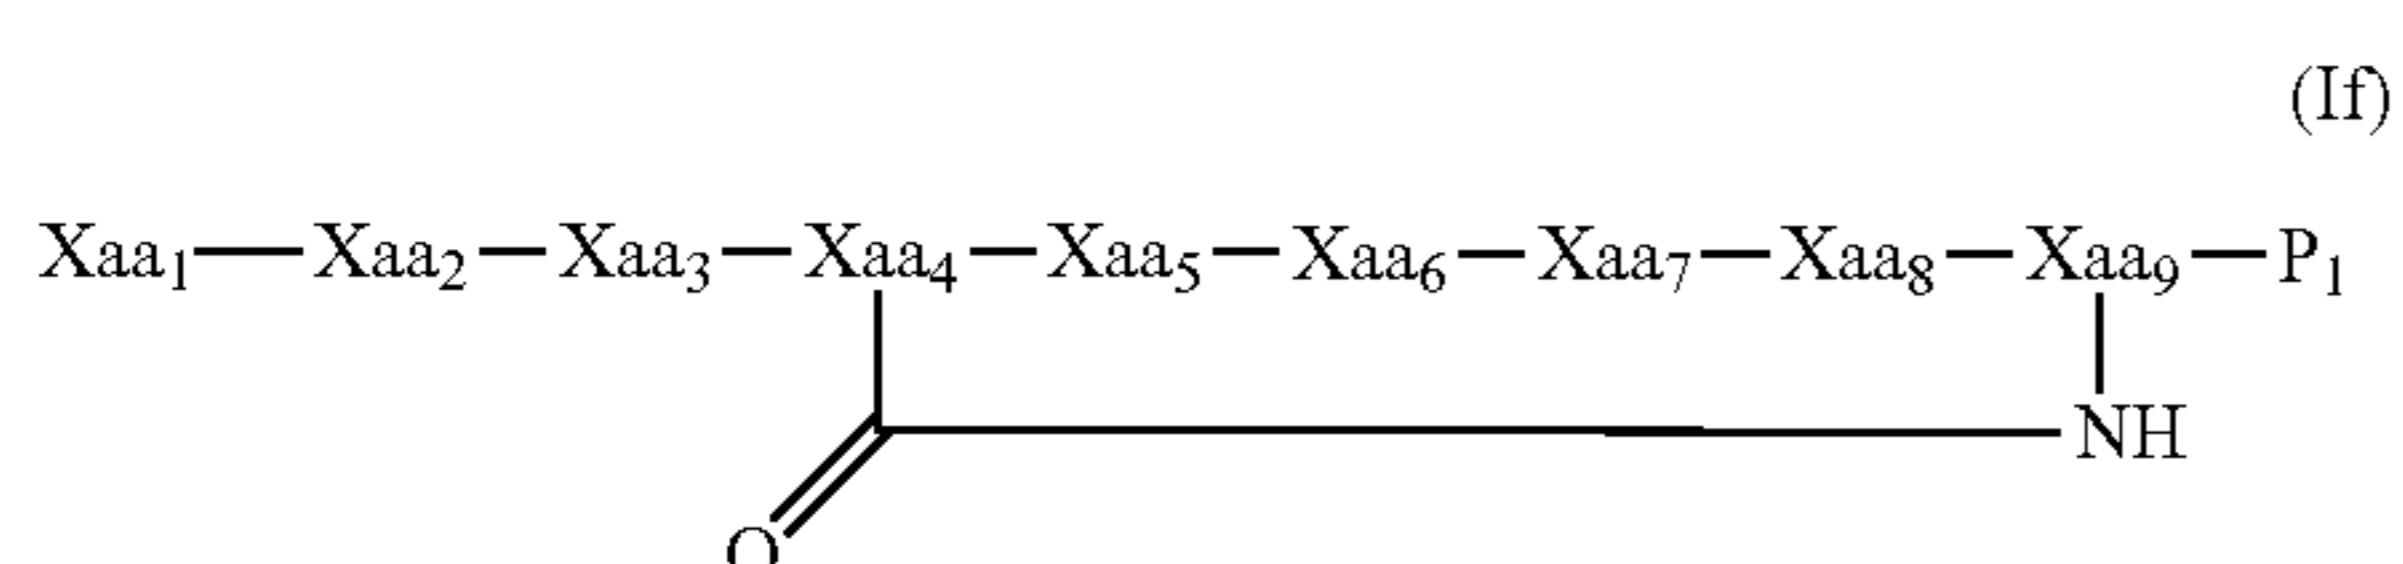 (If)
Xaa₁—Xaa₂—Xaa₃—Xaa₄—Xaa₅—Xaa₆—Xaa₇—Xaa₈—Xaa₉—P₁
NH
O